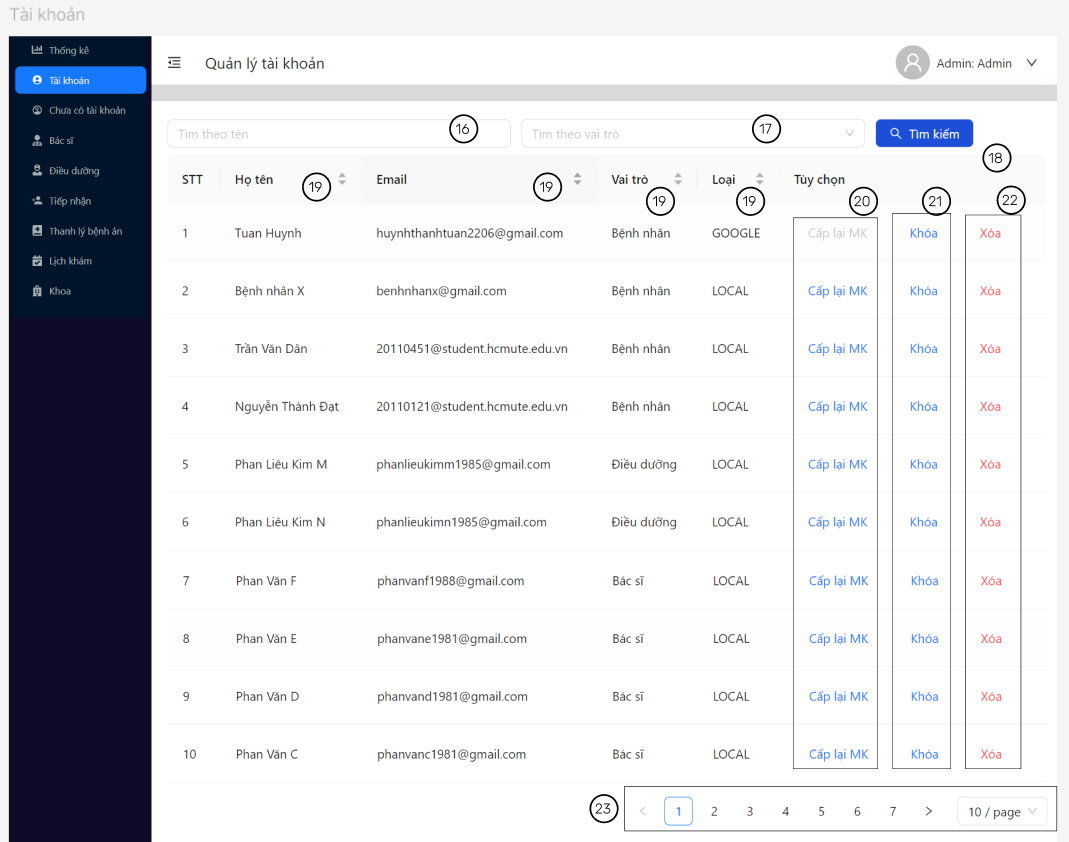 Tài khoản
Thống kê
Tài khoản
Chưa có tài khoản
Bác sĩ
Điều dưỡng
Tiếp nhận
Thanh lý bệnh án
Lịch khám
Khoa
Quản lý tài khoản
Admin: Admin
Tìm theo tên 16
Tìm theo vai trò 17
Tìm kiếm
18
STT Họ tên 19 Email 19 Vai trò 19 Loại 19 Tùy chọn 20 21 22
1 Tuan Huynh huynhthanhtuan2206@gmail.com Bệnh nhân GOOGLE Cấp lại MK Khóa Xóa
2 Bệnh nhân X benhnhanx@gmail.com Bệnh nhân LOCAL Cấp lại MK Khóa Xóa
3 Trần Văn Dân 20110451@student.hcmute.edu.vn Bệnh nhân LOCAL Cấp lại MK Khóa Xóa
4 Nguyễn Thành Đạt 20110121@student.hcmute.edu.vn Bệnh nhân LOCAL Cấp lại MK Khóa Xóa
5 Phan Liêu Kim M phanlieukimm1985@gmail.com Điều dưỡng LOCAL Cấp lại MK Khóa Xóa
6 Phan Liêu Kim N phanlieukimn1985@gmail.com Điều dưỡng LOCAL Cấp lại MK Khóa Xóa
7 Phan Văn F phanvanf1988@gmail.com Bác sĩ LOCAL Cấp lại MK Khóa Xóa
8 Phan Văn E phanvane1981@gmail.com Bác sĩ LOCAL Cấp lại MK Khóa Xóa
9 Phan Văn D phanvand1981@gmail.com Bác sĩ LOCAL Cấp lại MK Khóa Xóa
10 Phan Văn C phanvanc1981@gmail.com Bác sĩ LOCAL Cấp lại MK Khóa Xóa
23 < 1 2 3 4 5 6 7 > 10 / page